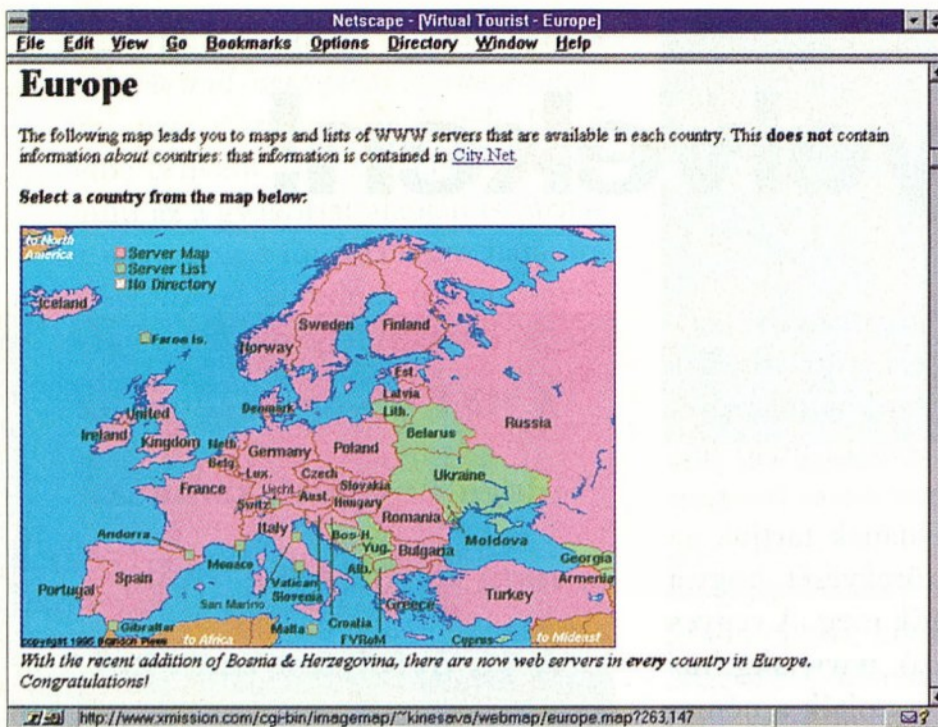 Netscape - [Virtual Tourist - Europe]
File Edit View Go Bookmarks Options Directory Window Help
Europe
The following map leads you to maps and lists of WWW servers that are available in each country. This does not contain
information about countries: that information is contained in City.Net.
Select a country from the map below:
to North
America
Server Map
Server List
No Directory
Iceland
Faroe Is.
Norway
Sweden
Finland
Russia
Est.
Latvia
Lith.
Denmark
United
Kingdom
Ireland
Neth.
Belg.
Lux.
Germany
Poland
Belarus
Ukraine
Czech
Slovakia
France
Liecht.
Switz.
Aust.
Hungary
Romania
Moldova
Italy
Bos-H.
Yug.
Bulgaria
Alb.
Georgia
Armenia
Andorra
Monaco
Portugal
Spain
Vatican
Slovenia
San Marino
Greece
Turkey
Gibraltar
Malta
Croatia
FYRoM
Cyprus
copyright 1995 Brandon Plewe
to Africa
to Mideast
With the recent addition of Bosnia & Herzegovina, there are now web servers in every country in Europe.
Congratulations!
http://www.xmission.com/cgi-bin/imagemap/~kinesava/webmap/europe.map?263,147